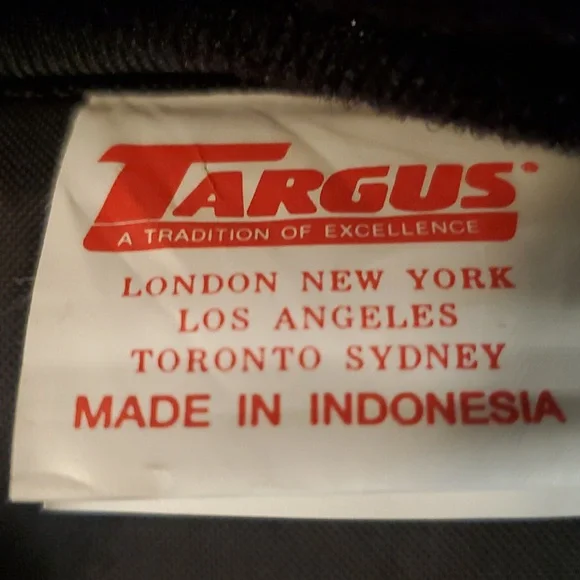 TARGUS
A TRADITION OF EXCELLENCE
LONDON NEW YORK
LOS ANGELES
TORONTO SYDNEY
MADE IN INDONESIA